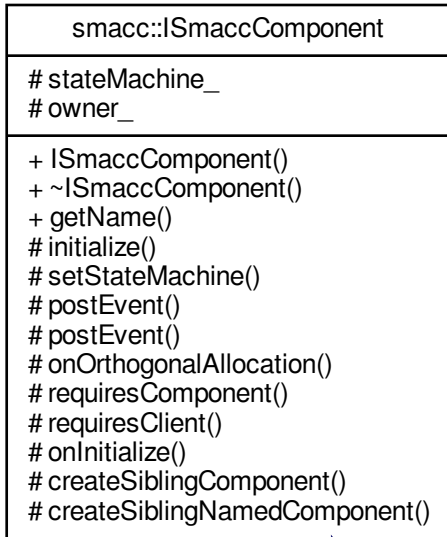 smacc::ISmaccComponent
# stateMachine_
# owner_
+ ISmaccComponent()
+ ~ISmaccComponent()
+ getName()
# initialize()
# setStateMachine()
# postEvent()
# postEvent()
# onOrthogonalAllocation()
# requiresComponent()
# requiresClient()
# onInitialize()
# createSiblingComponent()
# createSiblingNamedComponent()